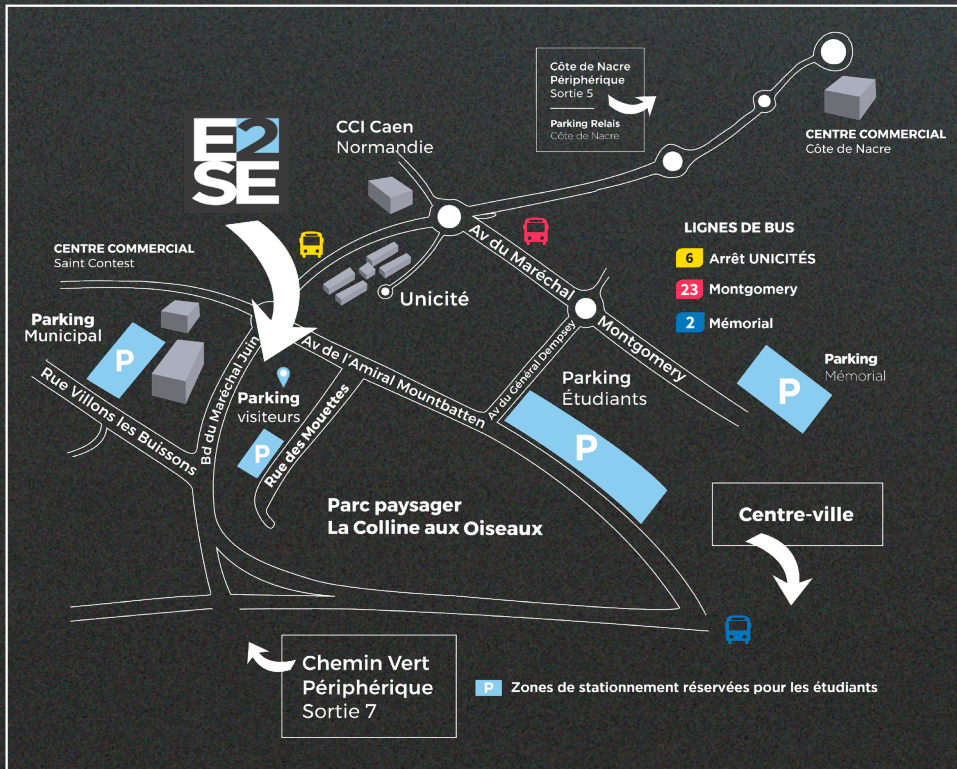 E2
SE
CCI Caen
Normandie
Côte de Nacre
Périphérique
Sortie 5
Parking Relais
Côte de Nacre
CENTRE COMMERCIAL
Côte de Nacre
CENTRE COMMERCIAL
Saint Contest
LIGNES DE BUS
6 Arrêt UNICITÉS
23 Montgomery
2 Mémorial
Unicité
Av du Maréchal
Montgomery
Parking
Municipal
P
Rue Villons les Buissons
Bd du Maréchal Juin
Av de l'Amiral Mountbatten
Av du Général Dempsey
Parking
visiteurs
P
Rue des Mouettes
Parking
Étudiants
P
Parking
Mémorial
P
Parc paysager
La Colline aux Oiseaux
Centre-ville
Chemin Vert
Périphérique
Sortie 7
P Zones de stationnement réservées pour les étudiants